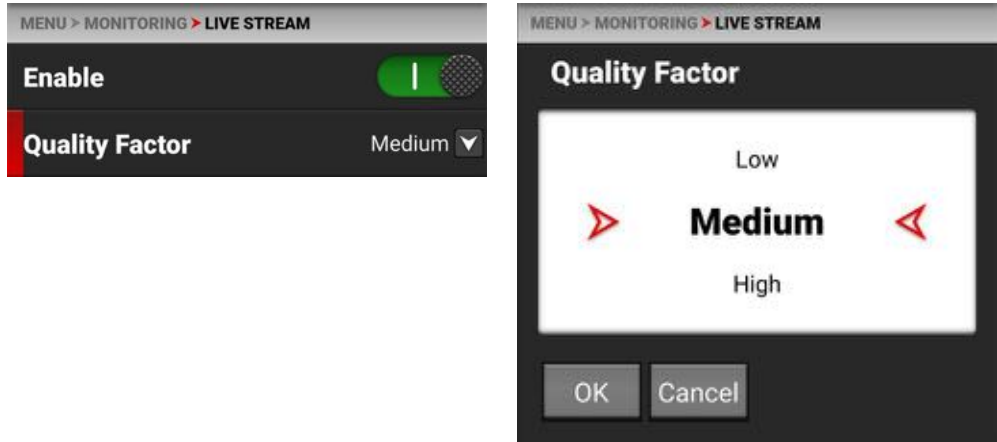 MENU > MONITORING > LIVE STREAM
Enable
Quality Factor Medium
MENU > MONITORING > LIVE STREAM
Quality Factor
Low
Medium
High
OK Cancel